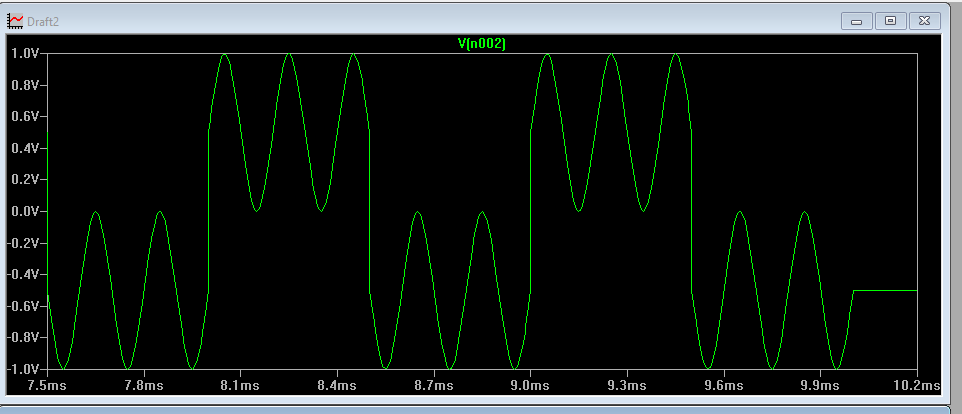 Draft2
V(n002)
1.0V
0.8V
0.6V
0.4V
0.2V
0.0V
-0.2V
-0.4V
-0.6V
-0.8V
-1.0V
7.5ms 7.8ms 8.1ms 8.4ms 8.7ms 9.0ms 9.3ms 9.6ms 9.9ms 10.2ms